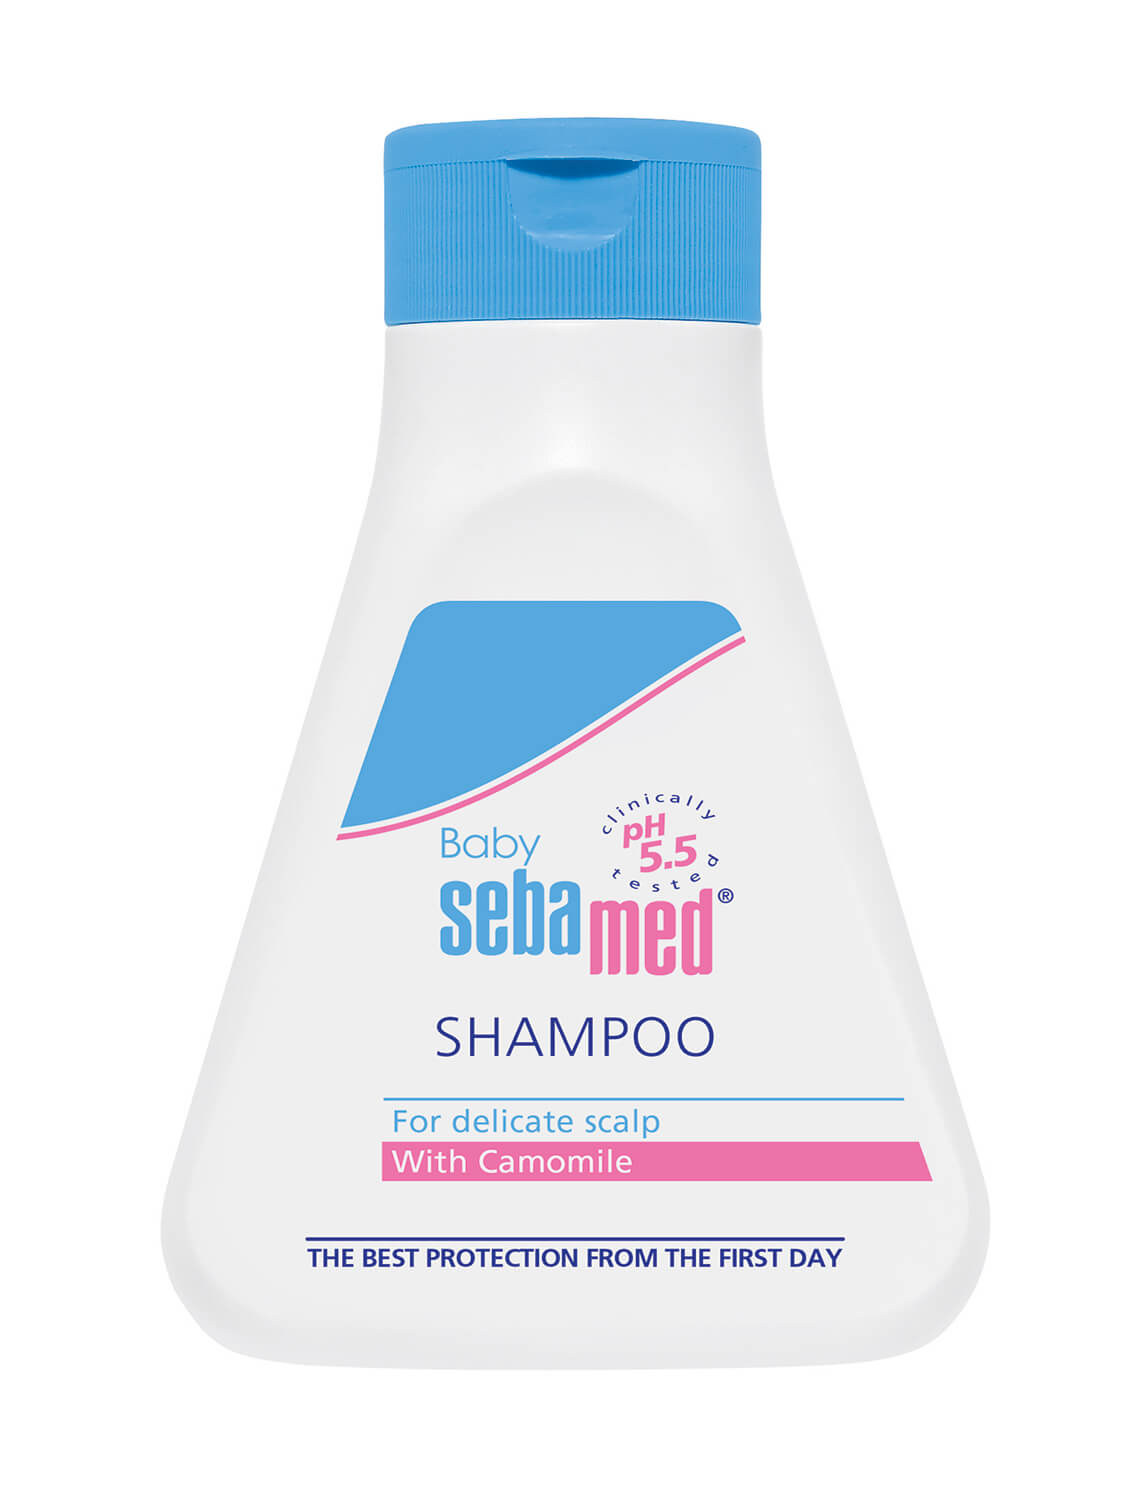 Baby
clinically
pH
5.5
tested
sebamed®
SHAMPOO
For delicate scalp
With Camomile
THE BEST PROTECTION FROM THE FIRST DAY